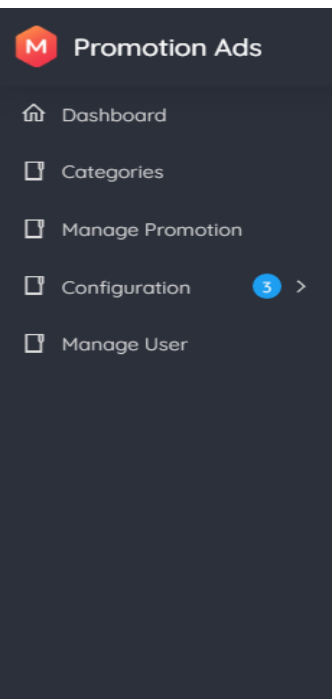 M Promotion Ads
Dashboard
Categories
Manage Promotion
Configuration 3
Manage User